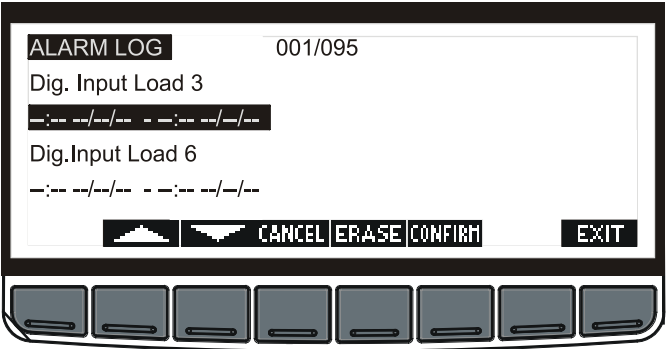 ALARM LOG 001/095
Dig. Input Load 3
–:-- --/--/-- - –:-- --/–/--
Dig.Input Load 6
–:-- --/--/-- - –:-- --/–/--
CANCEL ERASE CONFIRM EXIT